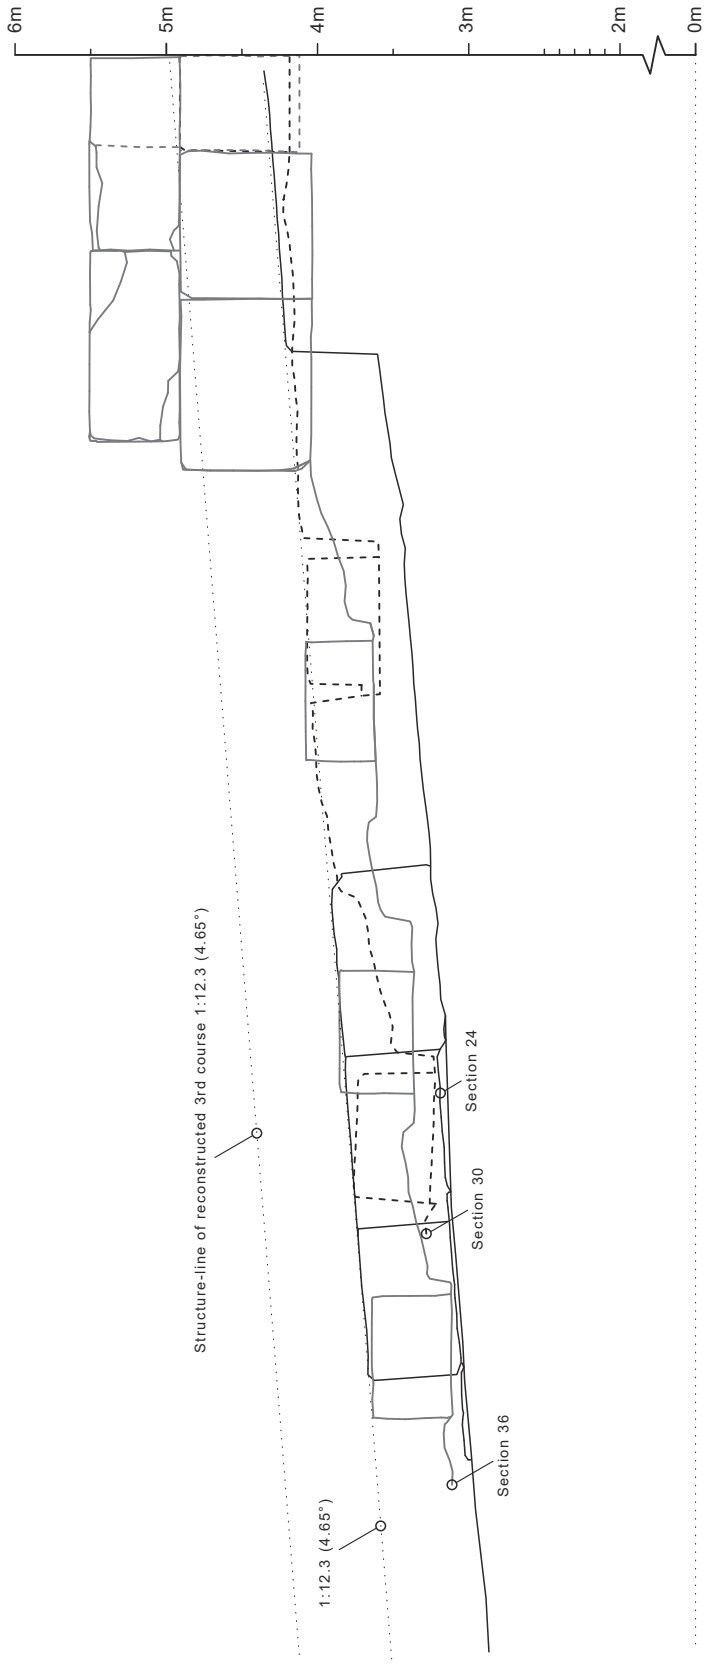 6m
5m
4m
3m
2m
0m
Structure-line of reconstructed 3rd course 1:12.3 (4.65°)
Section 24
Section 30
Section 36
1:12.3 (4.65°)